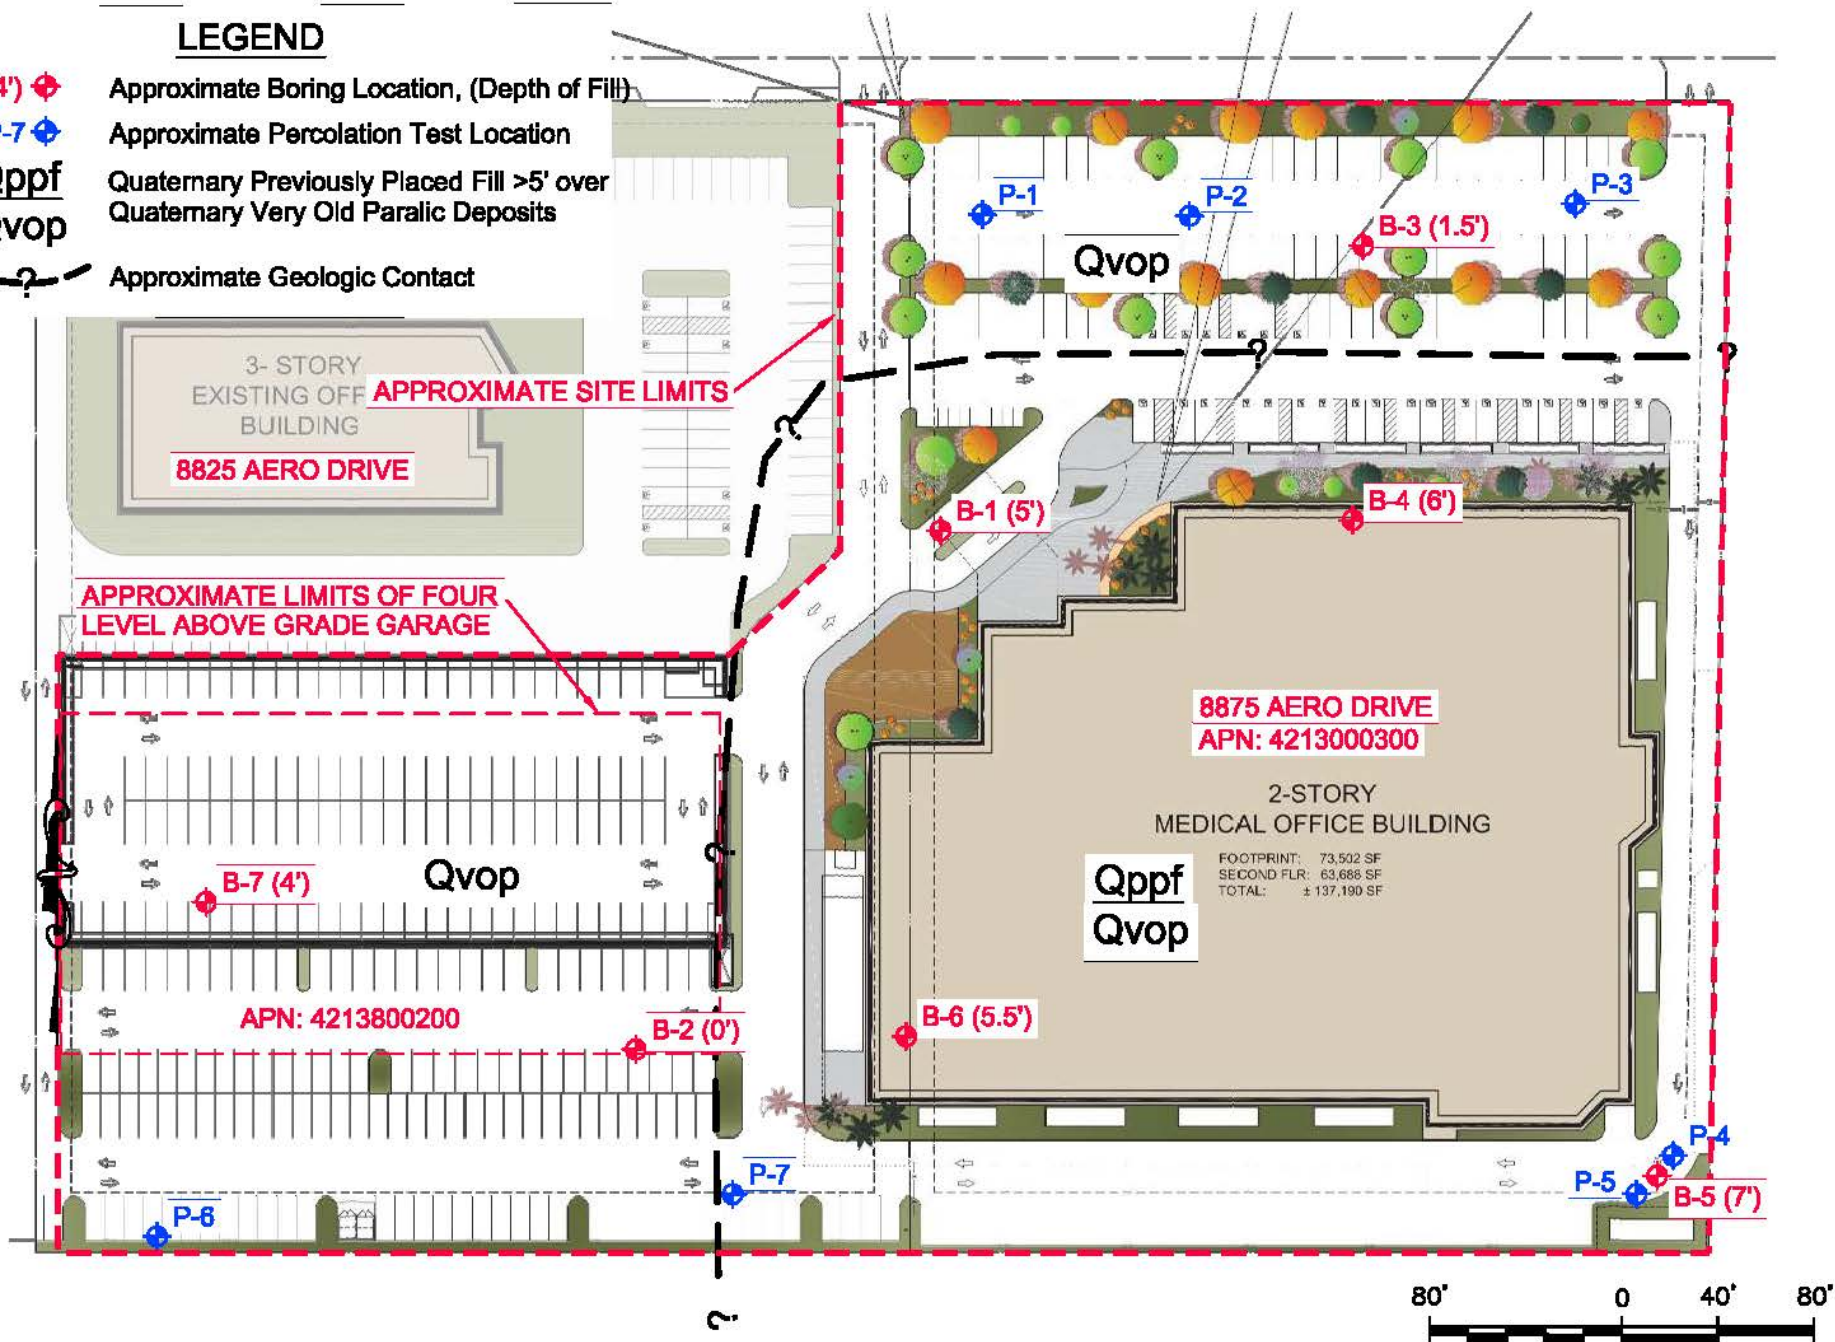 LEGEND
4')
Approximate Boring Location, (Depth of Fill)
P-7
Approximate Percolation Test Location
Qppf
Qvop
Quaternary Previously Placed Fill >5' over
Quaternary Very Old Paralic Deposits
?
Approximate Geologic Contact
P-1
P-2
P-3
B-3 (1.5')
Qvop
?
?
3- STORY
EXISTING OFF
BUILDING
8825 AERO DRIVE
APPROXIMATE SITE LIMITS
?
B-1 (5')
B-4 (6')
APPROXIMATE LIMITS OF FOUR
LEVEL ABOVE GRADE GARAGE
8875 AERO DRIVE
APN: 4213000300
2-STORY
MEDICAL OFFICE BUILDING
FOOTPRINT: 73,502 SF
SECOND FLR: 63,688 SF
TOTAL: ± 137,190 SF
?
B-7 (4')
Qvop
Qppf
Qvop
APN: 4213800200
B-2 (0')
B-6 (5.5')
P-4
P-5
B-5 (7')
P-7
P-6
?
80' 0 40' 80'